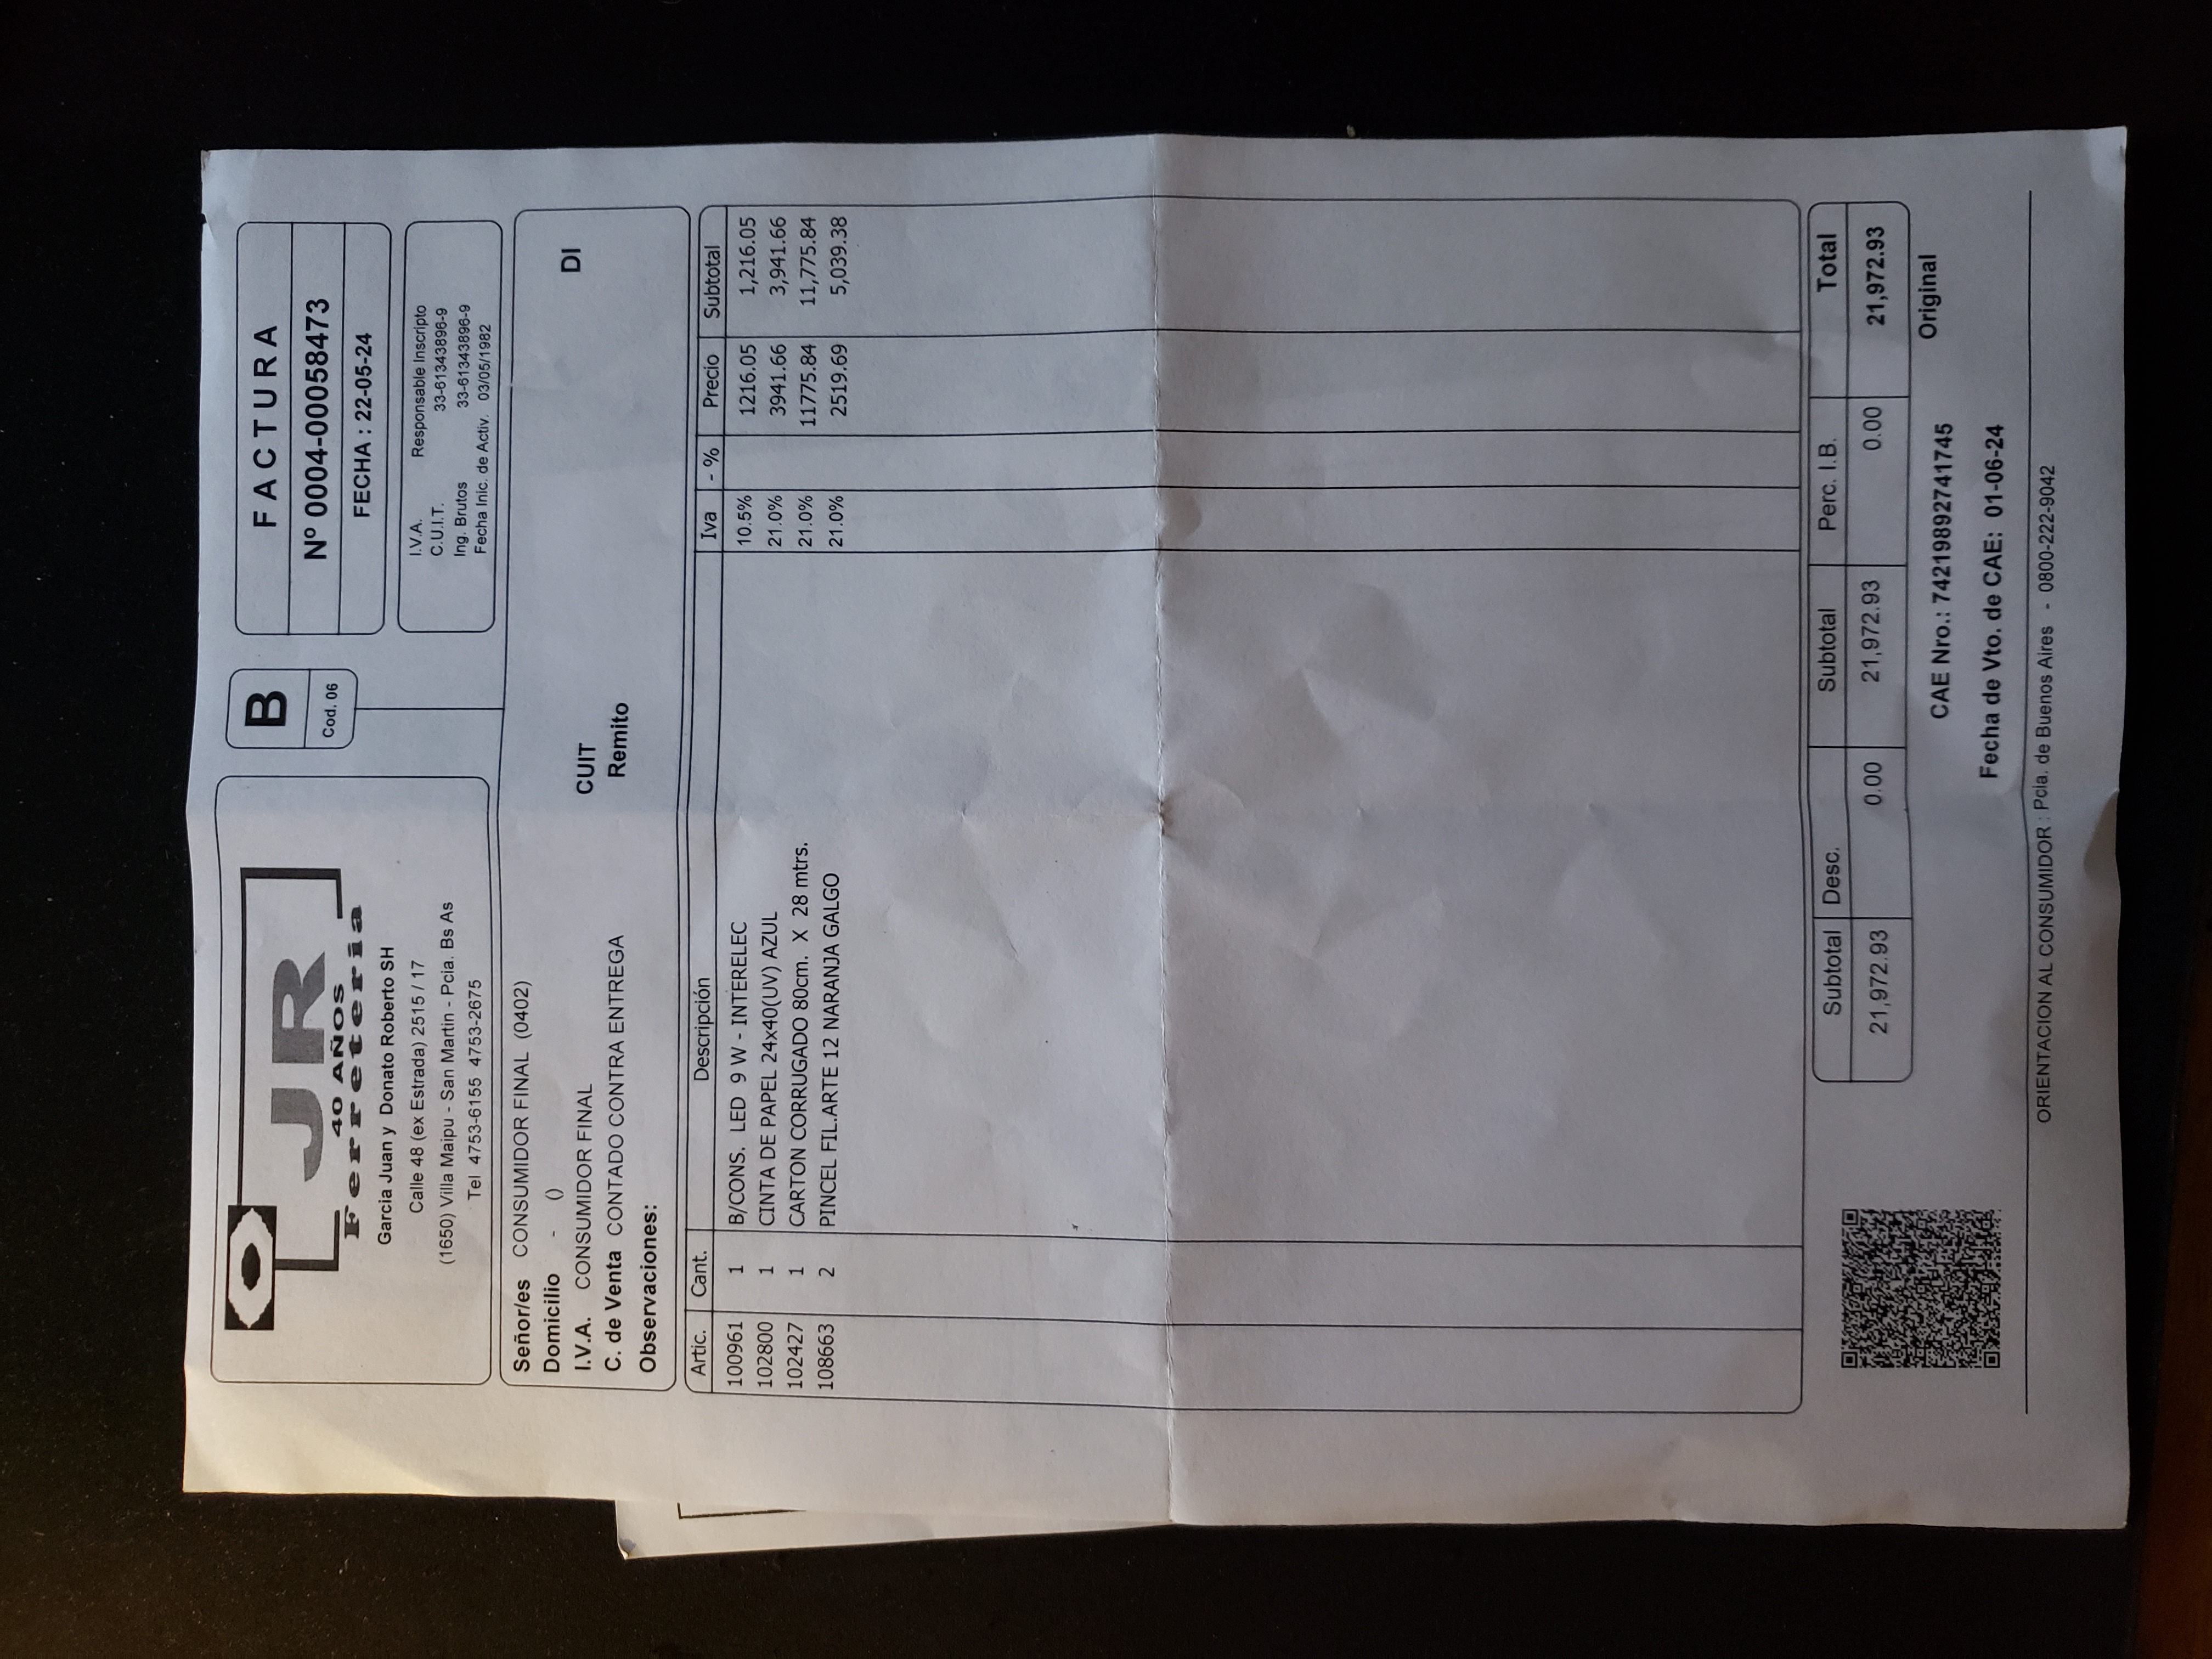 JR
40 AÑOS
Ferreteria
Garcia Juan y Donato Roberto SH
Calle 48 (ex Estrada) 2515 / 17
(1650) Villa Maipu - San Martin - Pcia. Bs As
Tel 4753-6155 4753-2675
B
Cod. 06
FACTURA
Nº 0004-00058473
FECHA : 22-05-24
I.V.A. Responsable Inscripto
C.U.I.T. 33-61343896-9
Ing. Brutos 33-61343896-9
Fecha Inic. de Activ. 03/05/1982
Señor/es CONSUMIDOR FINAL (0402)
Domicilio - ()
DI
I.V.A. CONSUMIDOR FINAL CUIT
C. de Venta CONTADO CONTRA ENTREGA Remito
Observaciones:
Artic. Cant. Descripción Iva - % Precio Subtotal
100961 1 B/CONS. LED 9 W - INTERELEC 10.5% 1216.05 1,216.05
102800 1 CINTA DE PAPEL 24x40(UV) AZUL 21.0% 3941.66 3,941.66
102427 1 CARTON CORRUGADO 80cm. X 28 mtrs. 21.0% 11775.84 11,775.84
108663 2 PINCEL FIL.ARTE 12 NARANJA GALGO 21.0% 2519.69 5,039.38
Subtotal Desc. Subtotal Perc. I.B. Total
21,972.93 0.00 21,972.93 0.00 21,972.93
Original
CAE Nro.: 74219892741745
Fecha de Vto. de CAE: 01-06-24
ORIENTACION AL CONSUMIDOR : Pcia. de Buenos Aires - 0800-222-9042